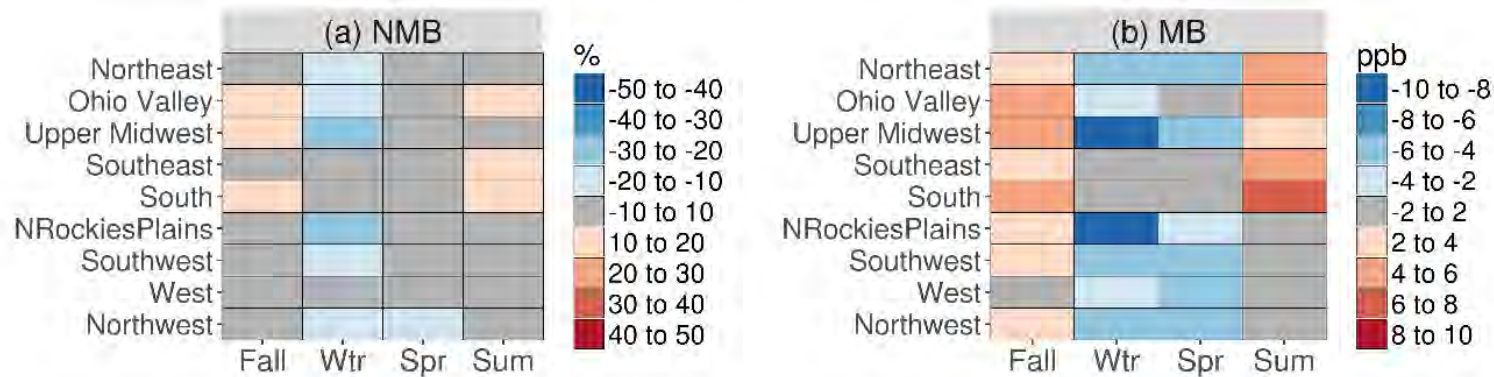 (a) NMB
%
Northeast
Ohio Valley
Upper Midwest
Southeast
South
NRockiesPlains
Southwest
West
Northwest
Fall Wtr Spr Sum
-50 to -40
-40 to -30
-30 to -20
-20 to -10
-10 to 10
10 to 20
20 to 30
30 to 40
40 to 50
(b) MB
ppb
Northeast
Ohio Valley
Upper Midwest
Southeast
South
NRockiesPlains
Southwest
West
Northwest
Fall Wtr Spr Sum
-10 to -8
-8 to -6
-6 to -4
-4 to -2
-2 to 2
2 to 4
4 to 6
6 to 8
8 to 10